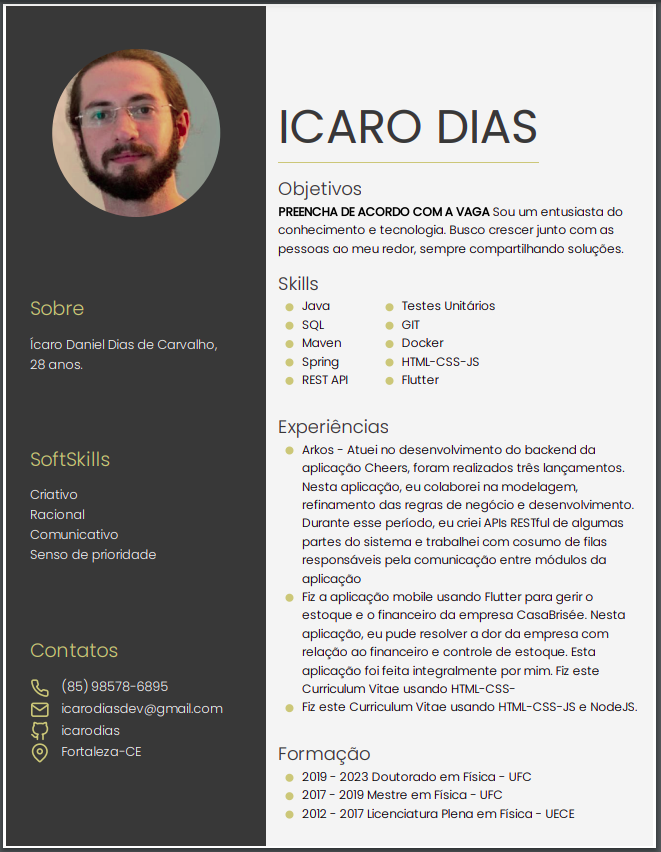 ICARO DIAS
Objetivos
PREENCHA DE ACORDO COM A VAGA Sou um entusiasta do
conhecimento e tecnologia. Busco crescer junto com as
pessoas ao meu redor, sempre compartilhando soluções.
Skills
Java
SQL
Maven
Spring
REST API
Testes Unitários
GIT
Docker
HTML-CSS-JS
Flutter
Experiências
Arkos - Atuei no desenvolvimento do backend da
aplicação Cheers, foram realizados três lançamentos.
Nesta aplicação, eu colaborei na modelagem,
refinamento das regras de negócio e desenvolvimento.
Durante esse período, eu criei APIs RESTful de algumas
partes do sistema e trabalhei com cosumo de filas
responsáveis pela comunicação entre módulos da
aplicação
Fiz a aplicação mobile usando Flutter para gerir o
estoque e o financeiro da empresa CasaBrisée. Nesta
aplicação, eu pude resolver a dor da empresa com
relação ao financeiro e controle de estoque. Esta
aplicação foi feita integralmente por mim. Fiz este
Curriculum Vitae usando HTML-CSS-
Fiz este Curriculum Vitae usando HTML-CSS-JS e NodeJS.
Formação
2019 - 2023 Doutorado em Física - UFC
2017 - 2019 Mestre em Física - UFC
2012 - 2017 Licenciatura Plena em Física - UECE
Sobre
Ícaro Daniel Dias de Carvalho,
28 anos.
SoftSkills
Criativo
Racional
Comunicativo
Senso de prioridade
Contatos
(85) 98578-6895
icarodiasdev@gmail.com
icarodias
Fortaleza-CE